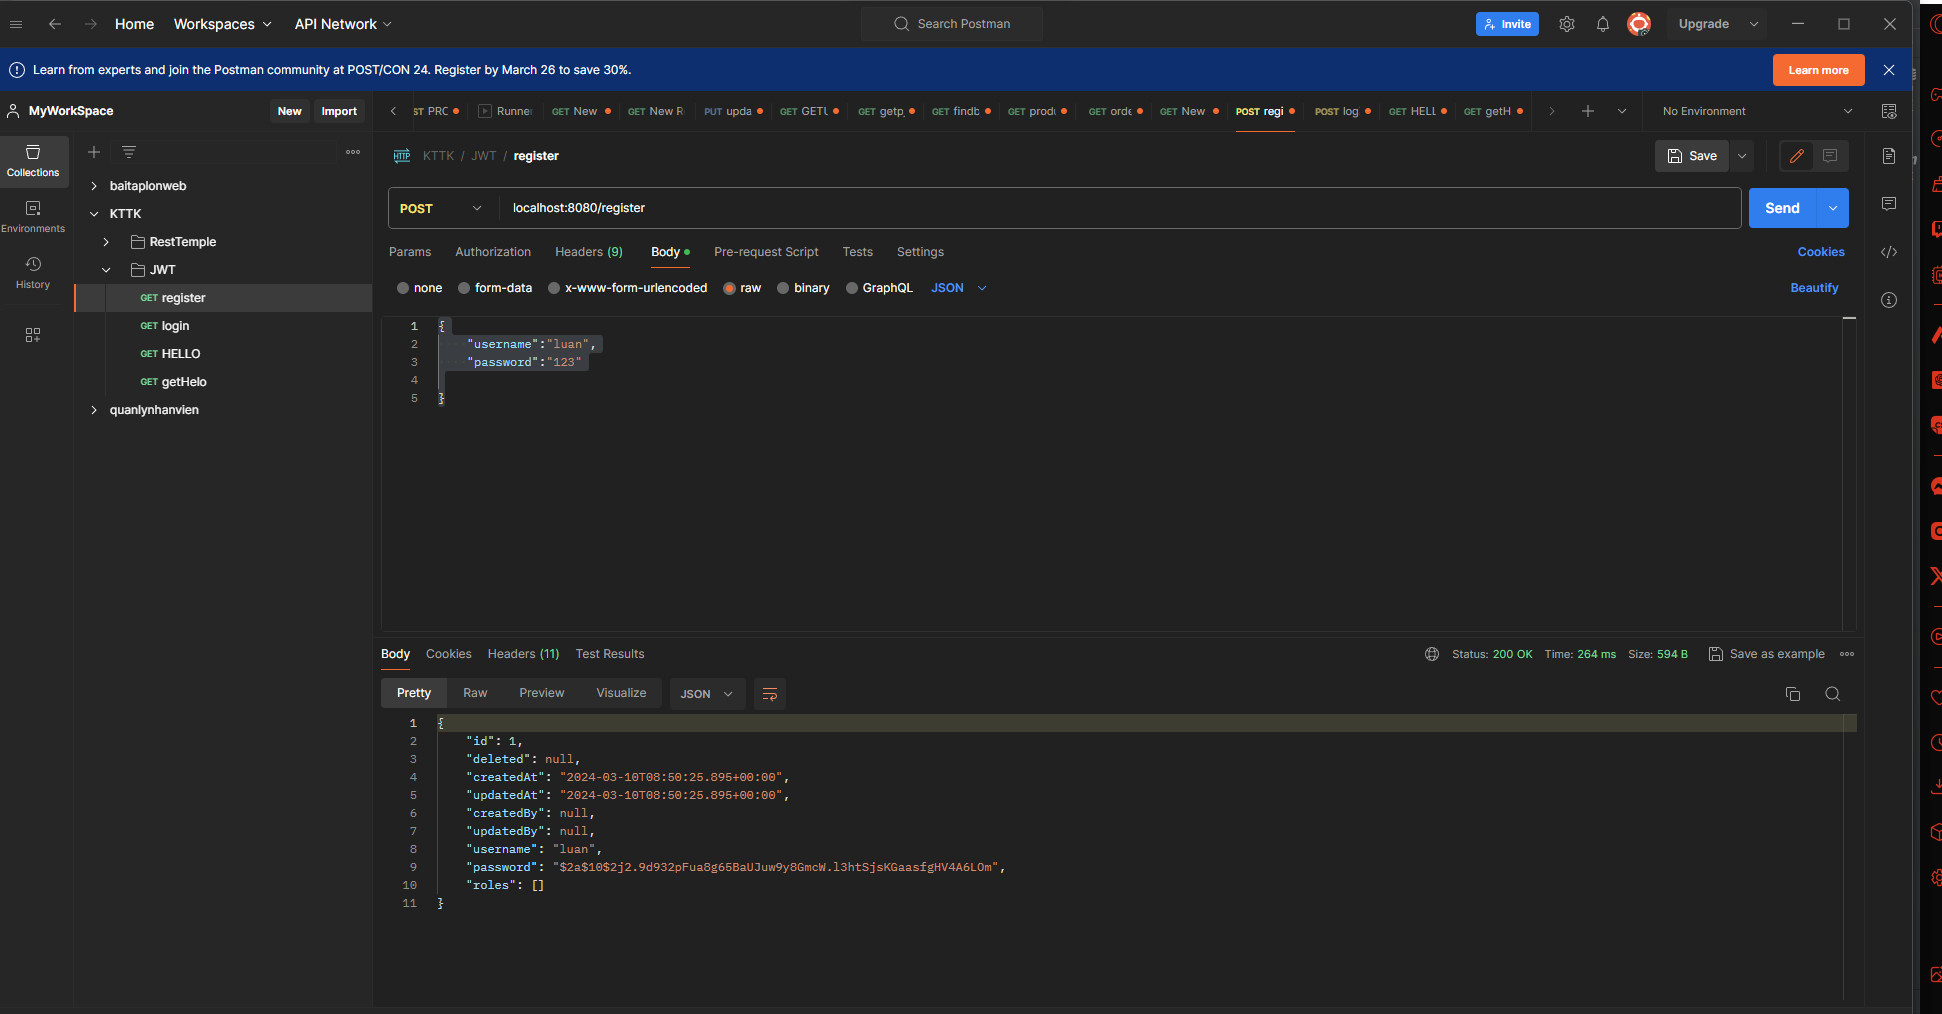 Home Workspaces API Network Search Postman Invite Upgrade
Learn from experts and join the Postman community at POST/CON 24. Register by March 26 to save 30%. Learn more
MyWorkSpace New Import
ST PRO Runne GET New GET New R PUT upda GET GETL GET getp GET findb GET prod GET orde GET New POST regi POST log GET HELL GET getH No Environment
Collections
Environments
History
baitaplonweb
KTTK
RestTemple
JWT
GET register
GET login
GET HELLO
GET getHelo
quanlynhanvien
HTTP KTTK / JWT / register Save
POST localhost:8080/register Send
Params Authorization Headers (9) Body Pre-request Script Tests Settings Cookies
none form-data x-www-form-urlencoded raw binary GraphQL JSON Beautify
1 {
2 "username":"luan",
3 "password":"123"
4
5 }
Body Cookies Headers (11) Test Results Status: 200 OK Time: 264 ms Size: 594 B Save as example
Pretty Raw Preview Visualize JSON
1 {
2 "id": 1,
3 "deleted": null,
4 "createdAt": "2024-03-10T08:50:25.895+00:00",
5 "updatedAt": "2024-03-10T08:50:25.895+00:00",
6 "createdBy": null,
7 "updatedBy": null,
8 "username": "luan",
9 "password": "$2a$10$2j2.9d932pFua8g65BaUJuw9y8GmcW.l3htSjsKGaasfgHV4A6LOm",
10 "roles": []
11 }